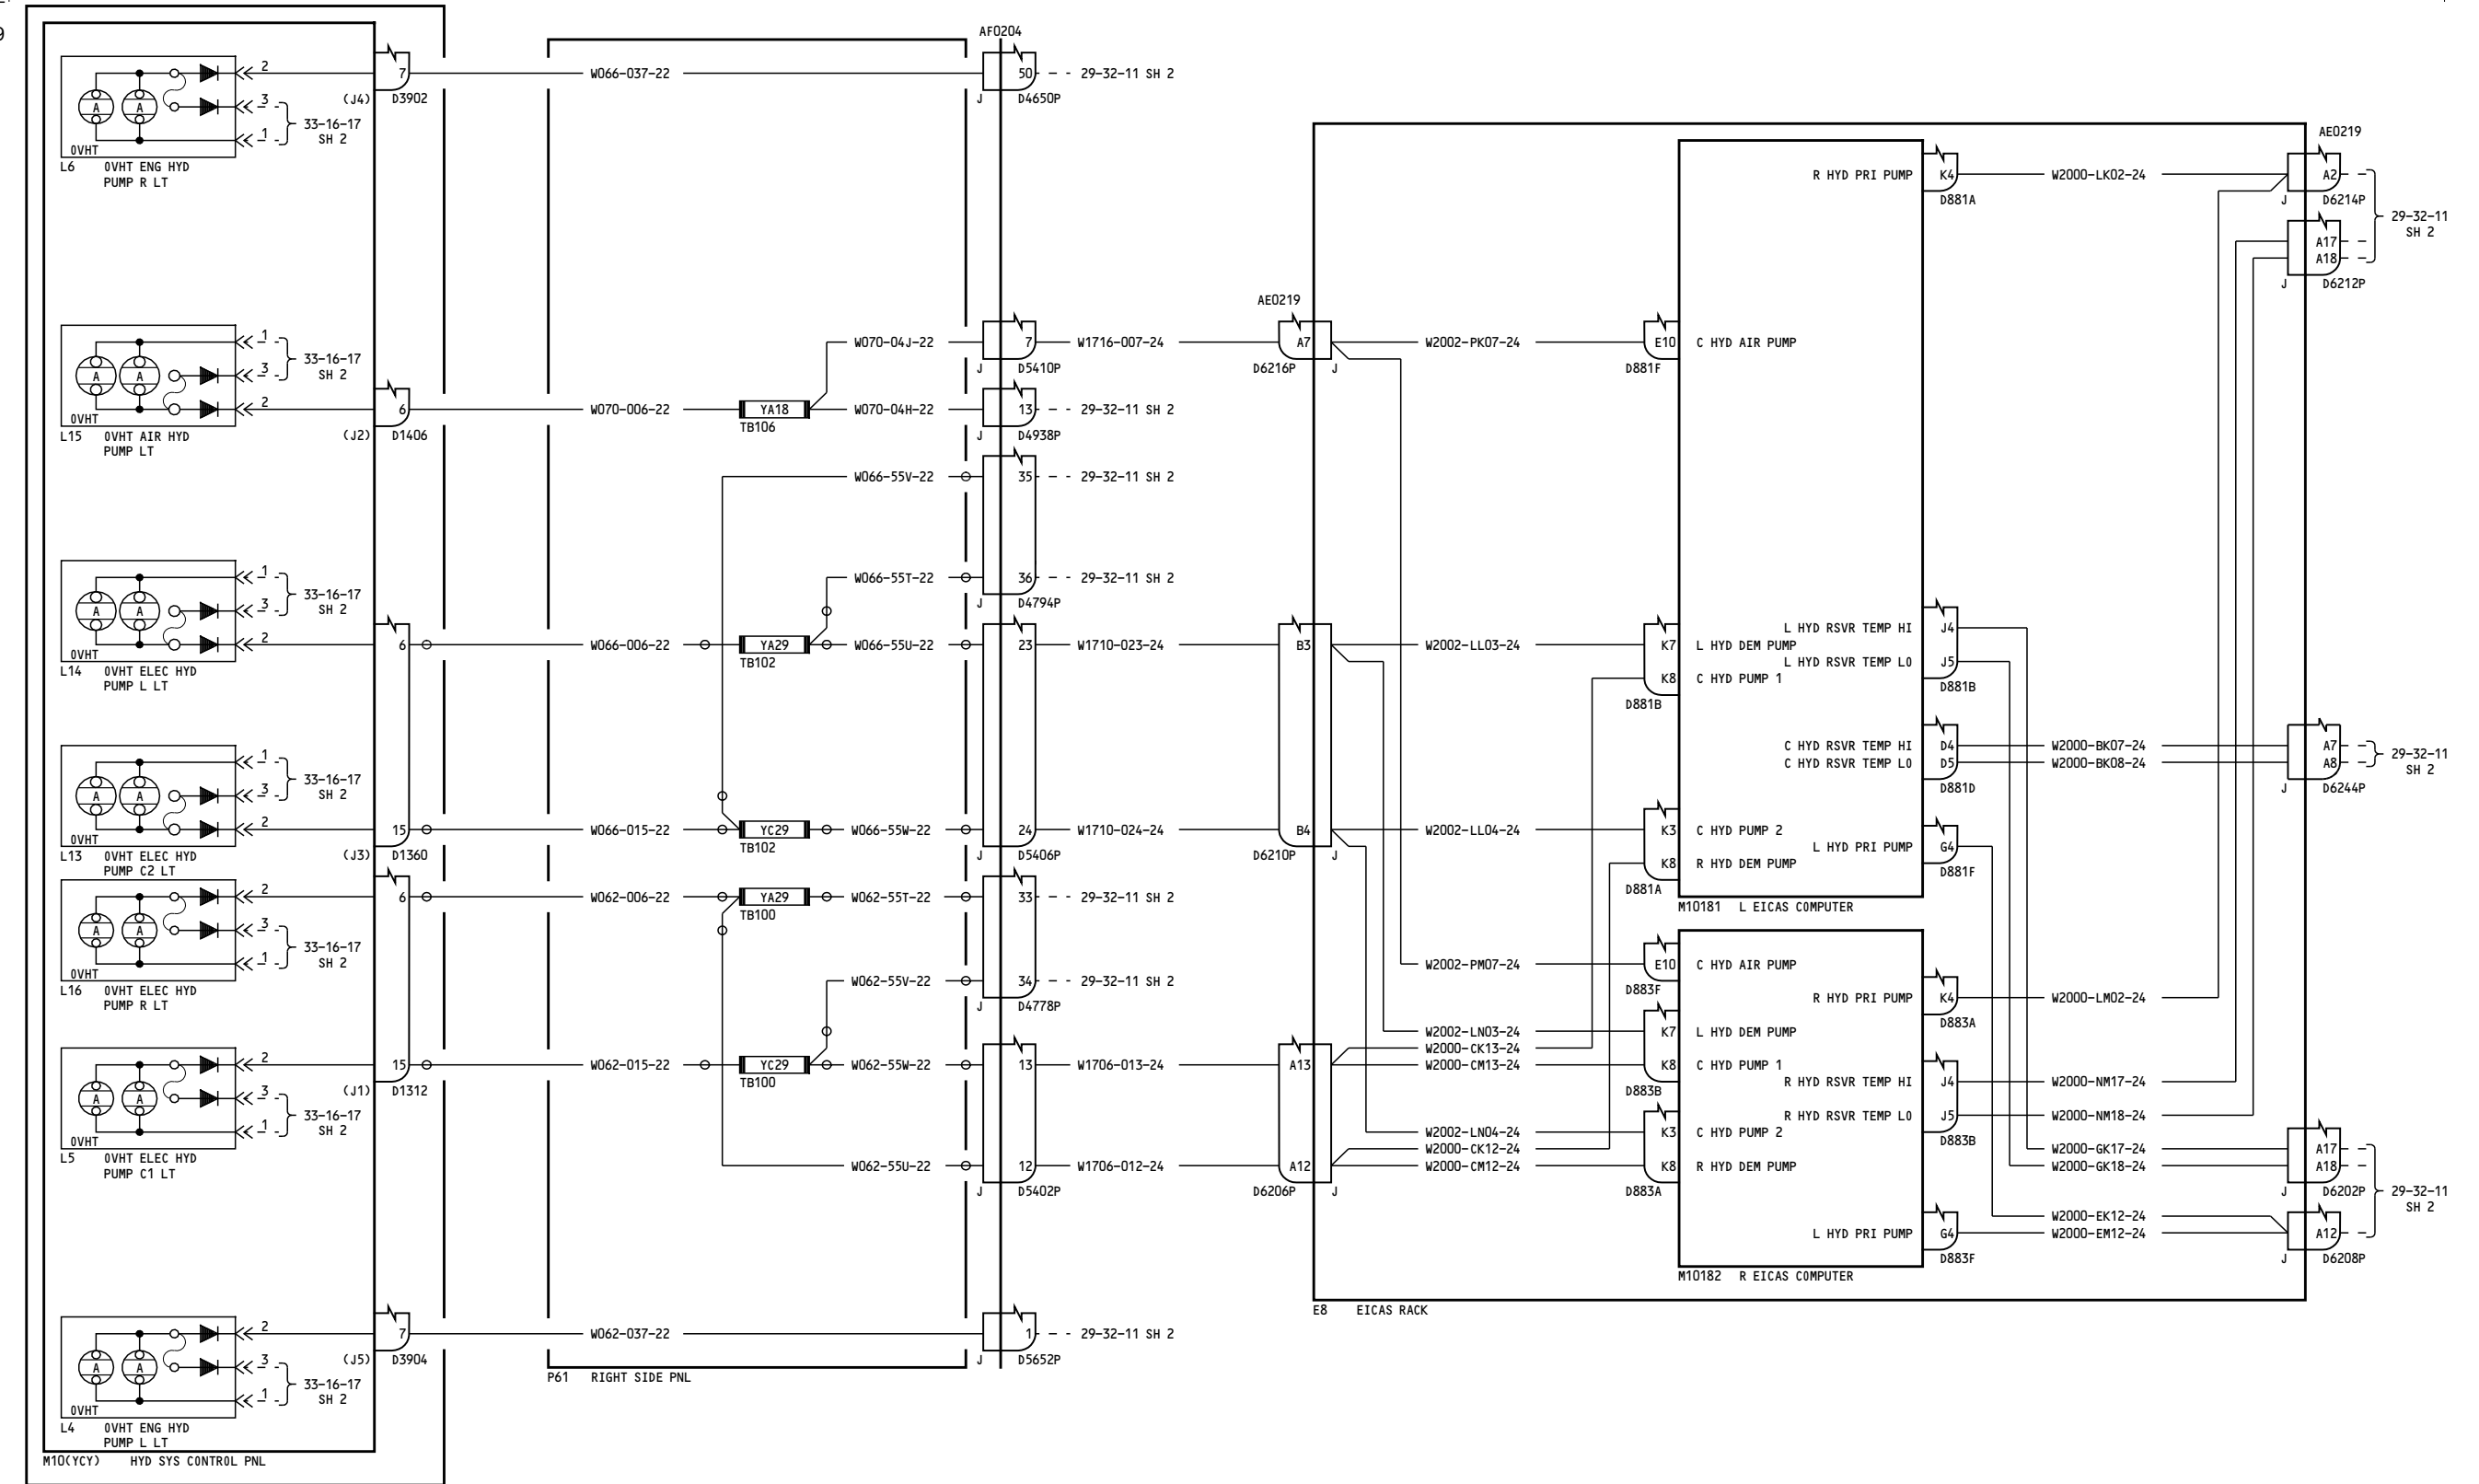 9
AF0204
2
3
1
33-16-17
SH 2
0VHT
L6 0VHT ENG HYD
PUMP R LT
A A
7
(J4) D3902
W066-037-22
50
J D4650P
29-32-11 SH 2
1
3
2
33-16-17
SH 2
0VHT
L15 0VHT AIR HYD
PUMP LT
A A
6
(J2) D1406
W070-006-22
YA18
TB106
W070-04J-22
7
J D5410P
W1716-007-24
W070-04H-22
13
J D4938P
29-32-11 SH 2
W066-55V-22
35
29-32-11 SH 2
W066-55T-22
36
J D4794P
29-32-11 SH 2
1
3
2
33-16-17
SH 2
0VHT
L14 0VHT ELEC HYD
PUMP L LT
A A
6
W066-006-22
YA29
TB102
W066-55U-22
23
W1710-023-24
1
3
2
33-16-17
SH 2
0VHT
L13 0VHT ELEC HYD
PUMP C2 LT
A A
15
(J3) D1360
W066-015-22
YC29
TB102
W066-55W-22
24
J D5406P
W1710-024-24
2
3
1
33-16-17
SH 2
0VHT
L16 0VHT ELEC HYD
PUMP R LT
A A
6
W062-006-22
YA29
TB100
W062-55T-22
33
29-32-11 SH 2
W062-55V-22
34
J D4778P
29-32-11 SH 2
2
3
1
33-16-17
SH 2
0VHT
L5 0VHT ELEC HYD
PUMP C1 LT
A A
15
(J1) D1312
W062-015-22
YC29
TB100
W062-55W-22
13
W1706-013-24
W062-55U-22
12
J D5402P
W1706-012-24
2
3
1
33-16-17
SH 2
0VHT
L4 0VHT ENG HYD
PUMP L LT
A A
7
(J5) D3904
W062-037-22
1
J D5652P
29-32-11 SH 2
M10(YCY) HYD SYS CONTROL PNL
P61 RIGHT SIDE PNL
AE0219
A7
D6216P J
W2002-PK07-24
E10 C HYD AIR PUMP
D881F
B3
W2002-LL03-24
K7 L HYD DEM PUMP
K8 C HYD PUMP 1
D881B
B4
D6210P J
W2002-LL04-24
K3 C HYD PUMP 2
K8 R HYD DEM PUMP
D881A
M10181 L EICAS COMPUTER
W2002-PM07-24
E10 C HYD AIR PUMP
D883F
W2002-LN03-24
K7 L HYD DEM PUMP
A13
W2000-CK13-24
W2000-CM13-24
K8 C HYD PUMP 1
D883B
W2002-LN04-24
K3 C HYD PUMP 2
W2000-CK12-24
A12
W2000-CM12-24
K8 R HYD DEM PUMP
D6206P J
D883A
M10182 R EICAS COMPUTER
E8 EICAS RACK
R HYD PRI PUMP K4
D881A
W2000-LK02-24
AE0219
A2
J D6214P
A17
A18
J D6212P
29-32-11
SH 2
L HYD RSVR TEMP HI J4
L HYD RSVR TEMP L0 J5
D881B
C HYD RSVR TEMP HI D4
W2000-BK07-24
A7
C HYD RSVR TEMP L0 D5
W2000-BK08-24
A8
D881D
J D6244P
29-32-11
SH 2
L HYD PRI PUMP G4
D881F
R HYD PRI PUMP K4
D883A
W2000-LM02-24
R HYD RSVR TEMP HI J4
W2000-NM17-24
R HYD RSVR TEMP L0 J5
D883B
W2000-NM18-24
W2000-GK17-24
A17
W2000-GK18-24
A18
J D6202P
29-32-11
SH 2
W2000-EK12-24
L HYD PRI PUMP G4
D883F
W2000-EM12-24
A12
J D6208P